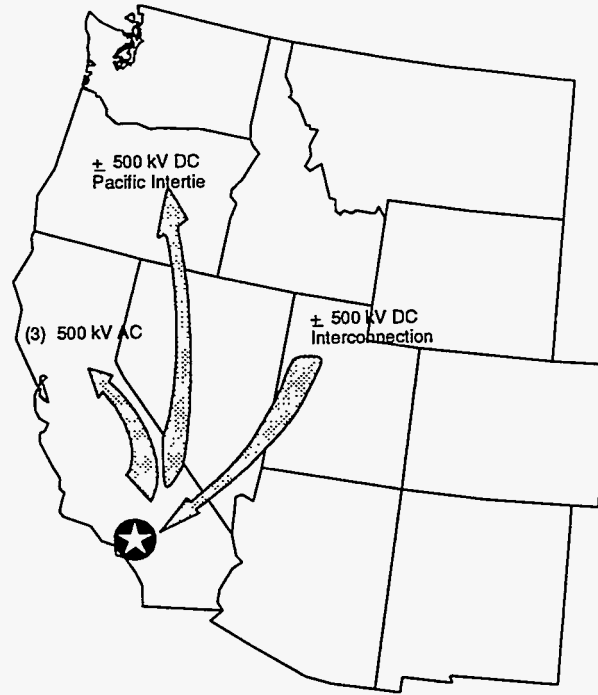 ± 500 kV DC
Pacific Intertie
(3) 500 kV AC
± 500 kV DC
Interconnection